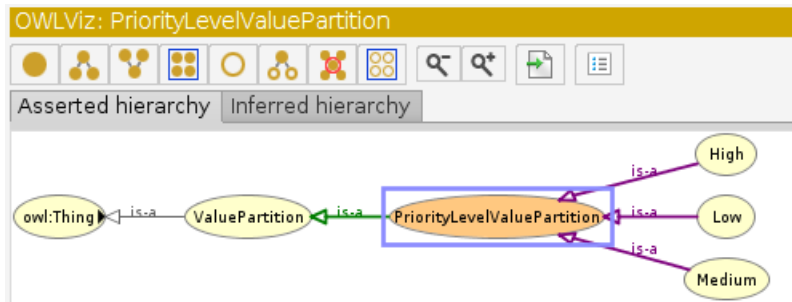 OWLViz: PriorityLevelValuePartition
Asserted hierarchy Inferred hierarchy
High
is-a
owl:Thing is-a ValuePartition is-a PriorityLevelValuePartition is-a Low
is-a
Medium